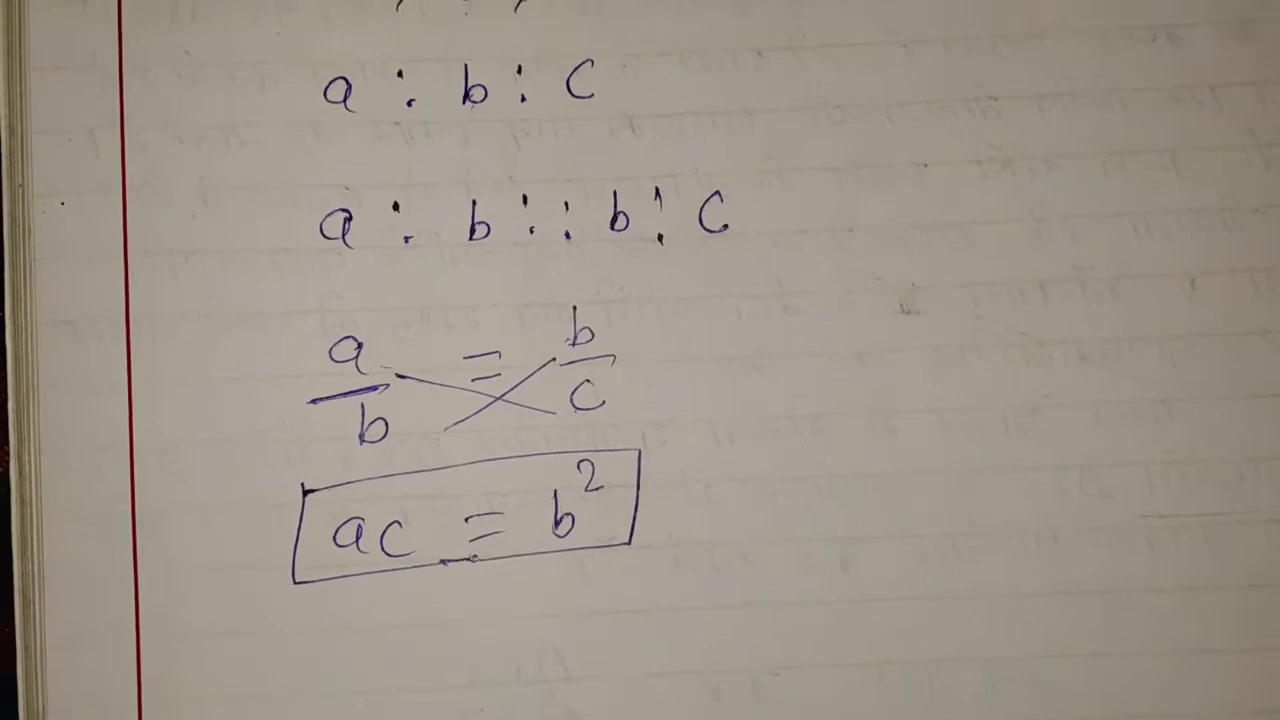 a : b : c
a : b :: b : c
a/b = b/c
ac = b²